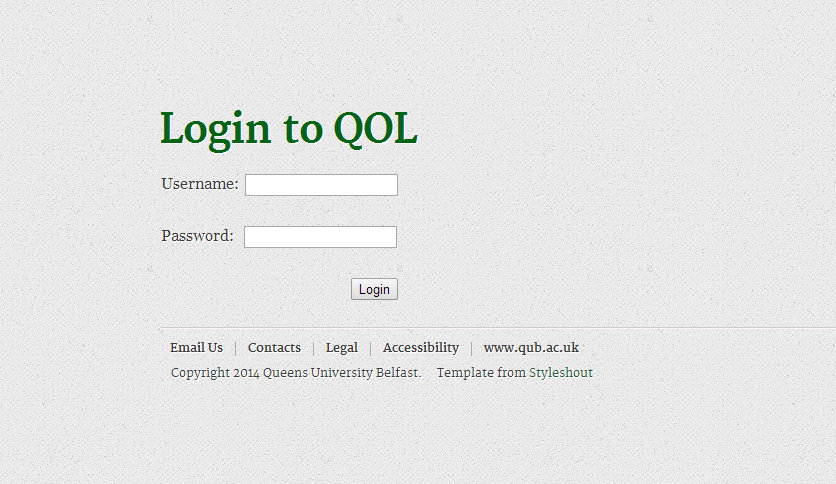 Login to QOL
Username:
Password:
Login
Email Us | Contacts | Legal | Accessibility | www.qub.ac.uk
Copyright 2014 Queens University Belfast. Template from Styleshout